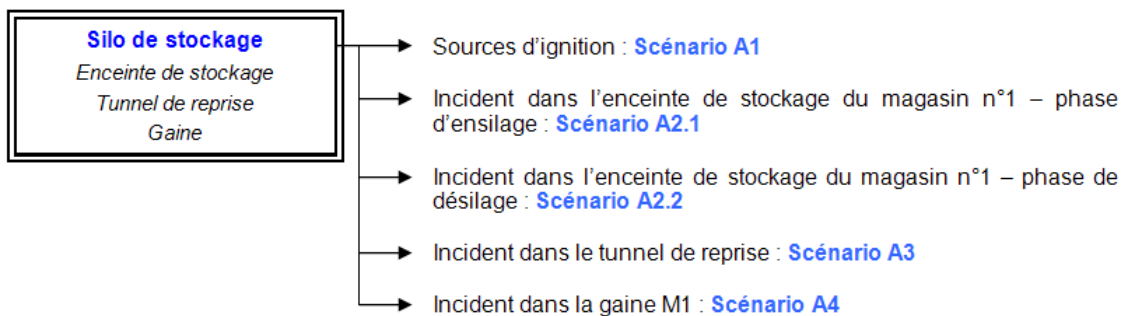 Silo de stockage
Enceinte de stockage
Tunnel de reprise
Gaine
Sources d'ignition : Scénario A1
Incident dans l'enceinte de stockage du magasin n°1 – phase
d'ensilage : Scénario A2.1
Incident dans l'enceinte de stockage du magasin n°1 – phase de
désilage : Scénario A2.2
Incident dans le tunnel de reprise : Scénario A3
Incident dans la gaine M1 : Scénario A4